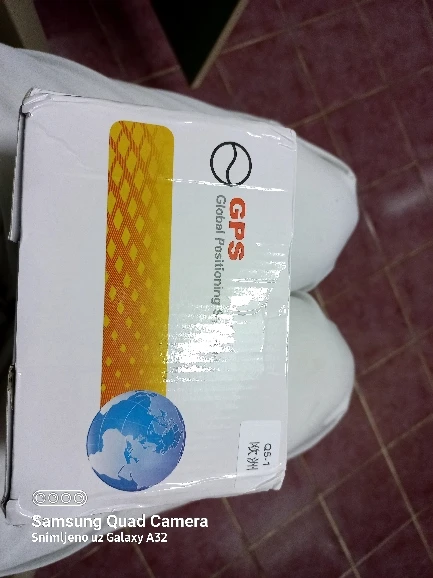 GPS
Global Positioning
QS-1
欧洲
Samsung Quad Camera
Snimljeno uz Galaxy A32